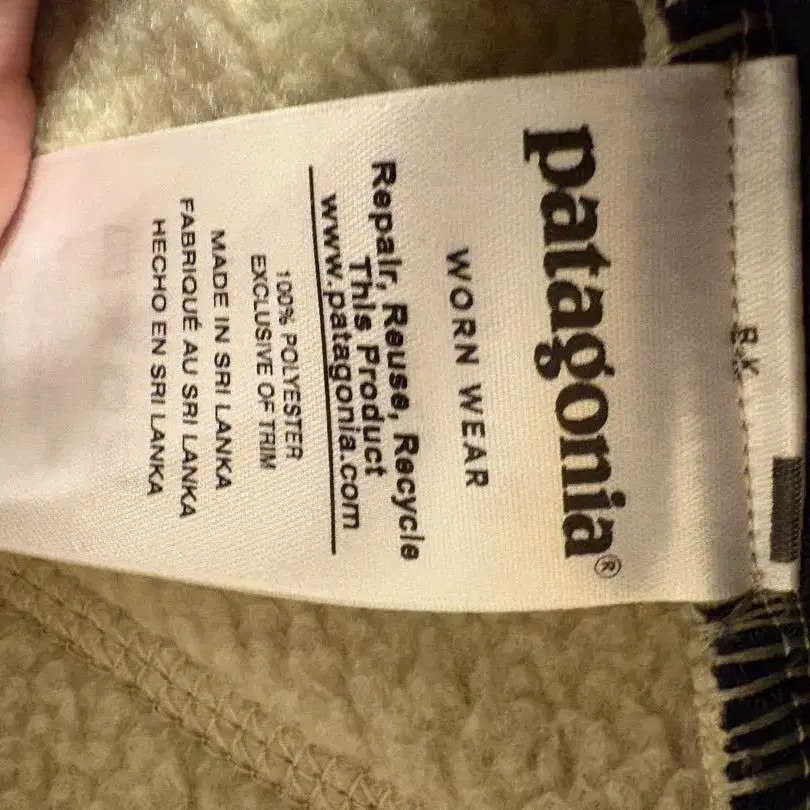 R.K
patagonia®
WORN WEAR
Repair, Reuse, Recycle
This Product
www.patagonia.com
100% POLYESTER
EXCLUSIVE OF TRIM
MADE IN SRI LANKA
FABRIQUÉ AU SRI LANKA
HECHO EN SRI LANKA